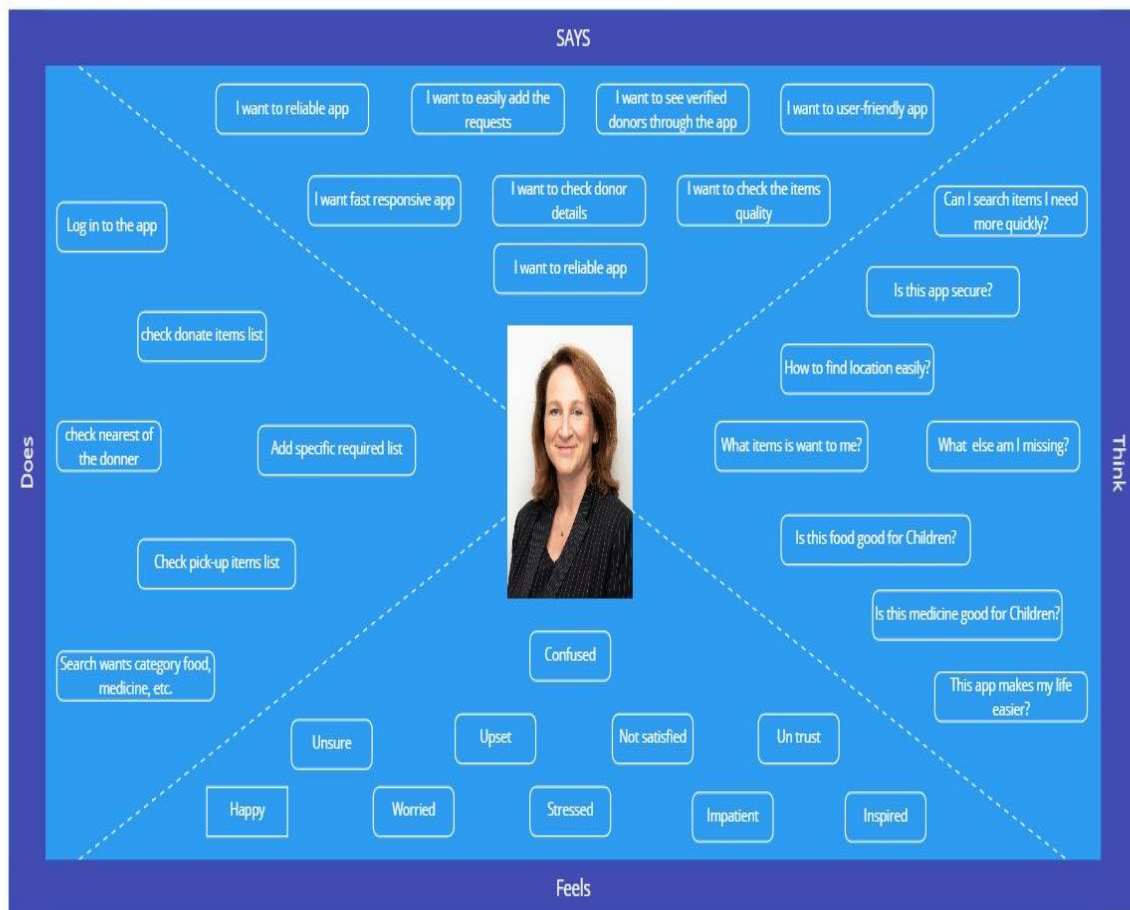 SAYS
I want to reliable app
I want to easily add the
requests
I want to see verified
donors through the app
I want to user-friendly app
I want fast responsive app
I want to check donor
details
I want to check the items
quality
I want to reliable app
Does
Log in to the app
check donate items list
check nearest of
the donner
Add specific required list
Check pick-up items list
Search wants category food,
medicine, etc.
Think
Can I search items I need
more quickly?
Is this app secure?
How to find location easily?
What items is want to me?
What else am I missing?
Is this food good for Children?
Is this medicine good for Children?
This app makes my life
easier?
Confused
Unsure
Upset
Not satisfied
Un trust
Happy
Worried
Stressed
Impatient
Inspired
Feels